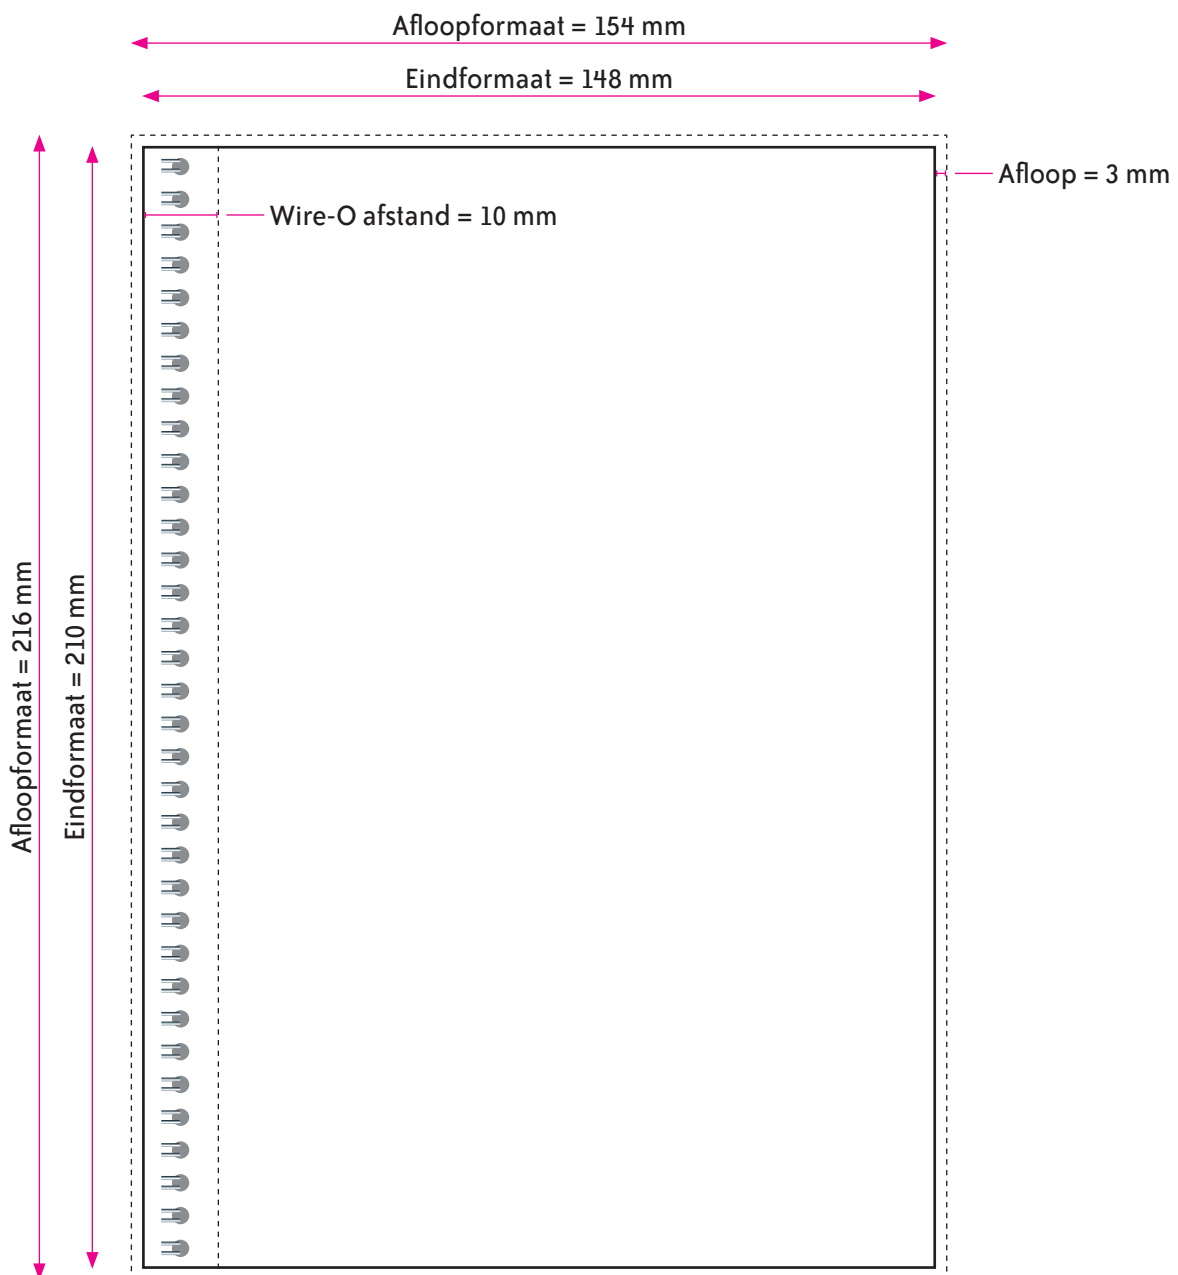 Afloopformaat = 154 mm
Eindformaat = 148 mm
Afloop = 3 mm
Wire-O afstand = 10 mm
Afloopformaat = 216 mm
Eindformaat = 210 mm